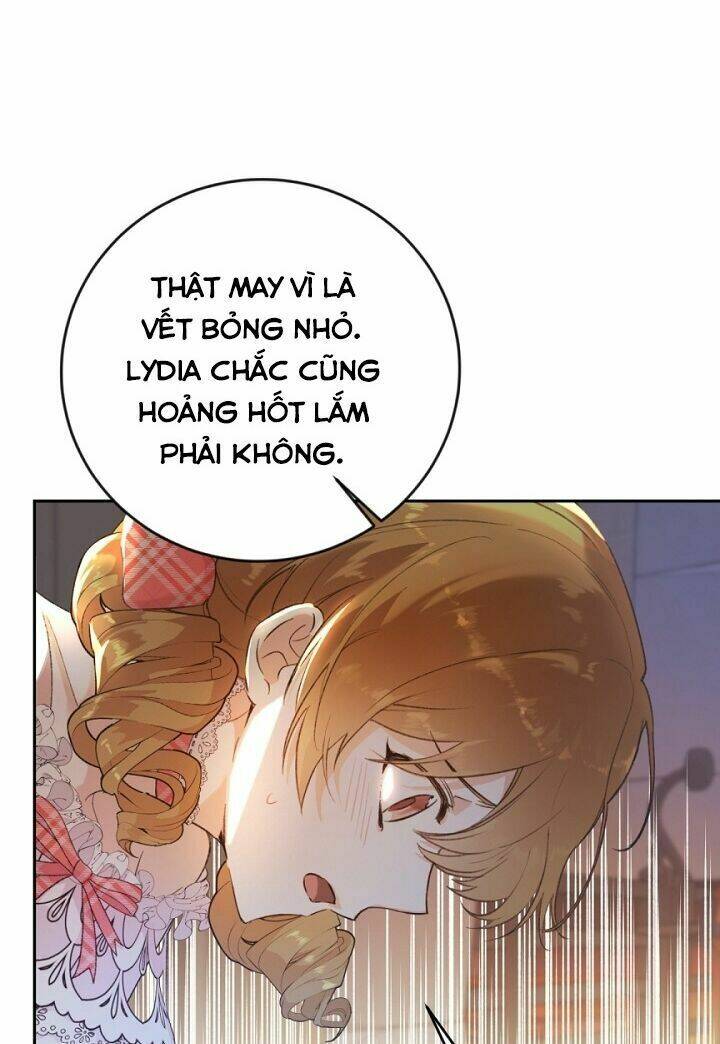 THẬT MAY VÌ LÀ
VẾT BỎNG NHỎ.
LYDIA CHẮC CŨNG
HOẢNG HỐT LẮM
PHẢI KHÔNG.